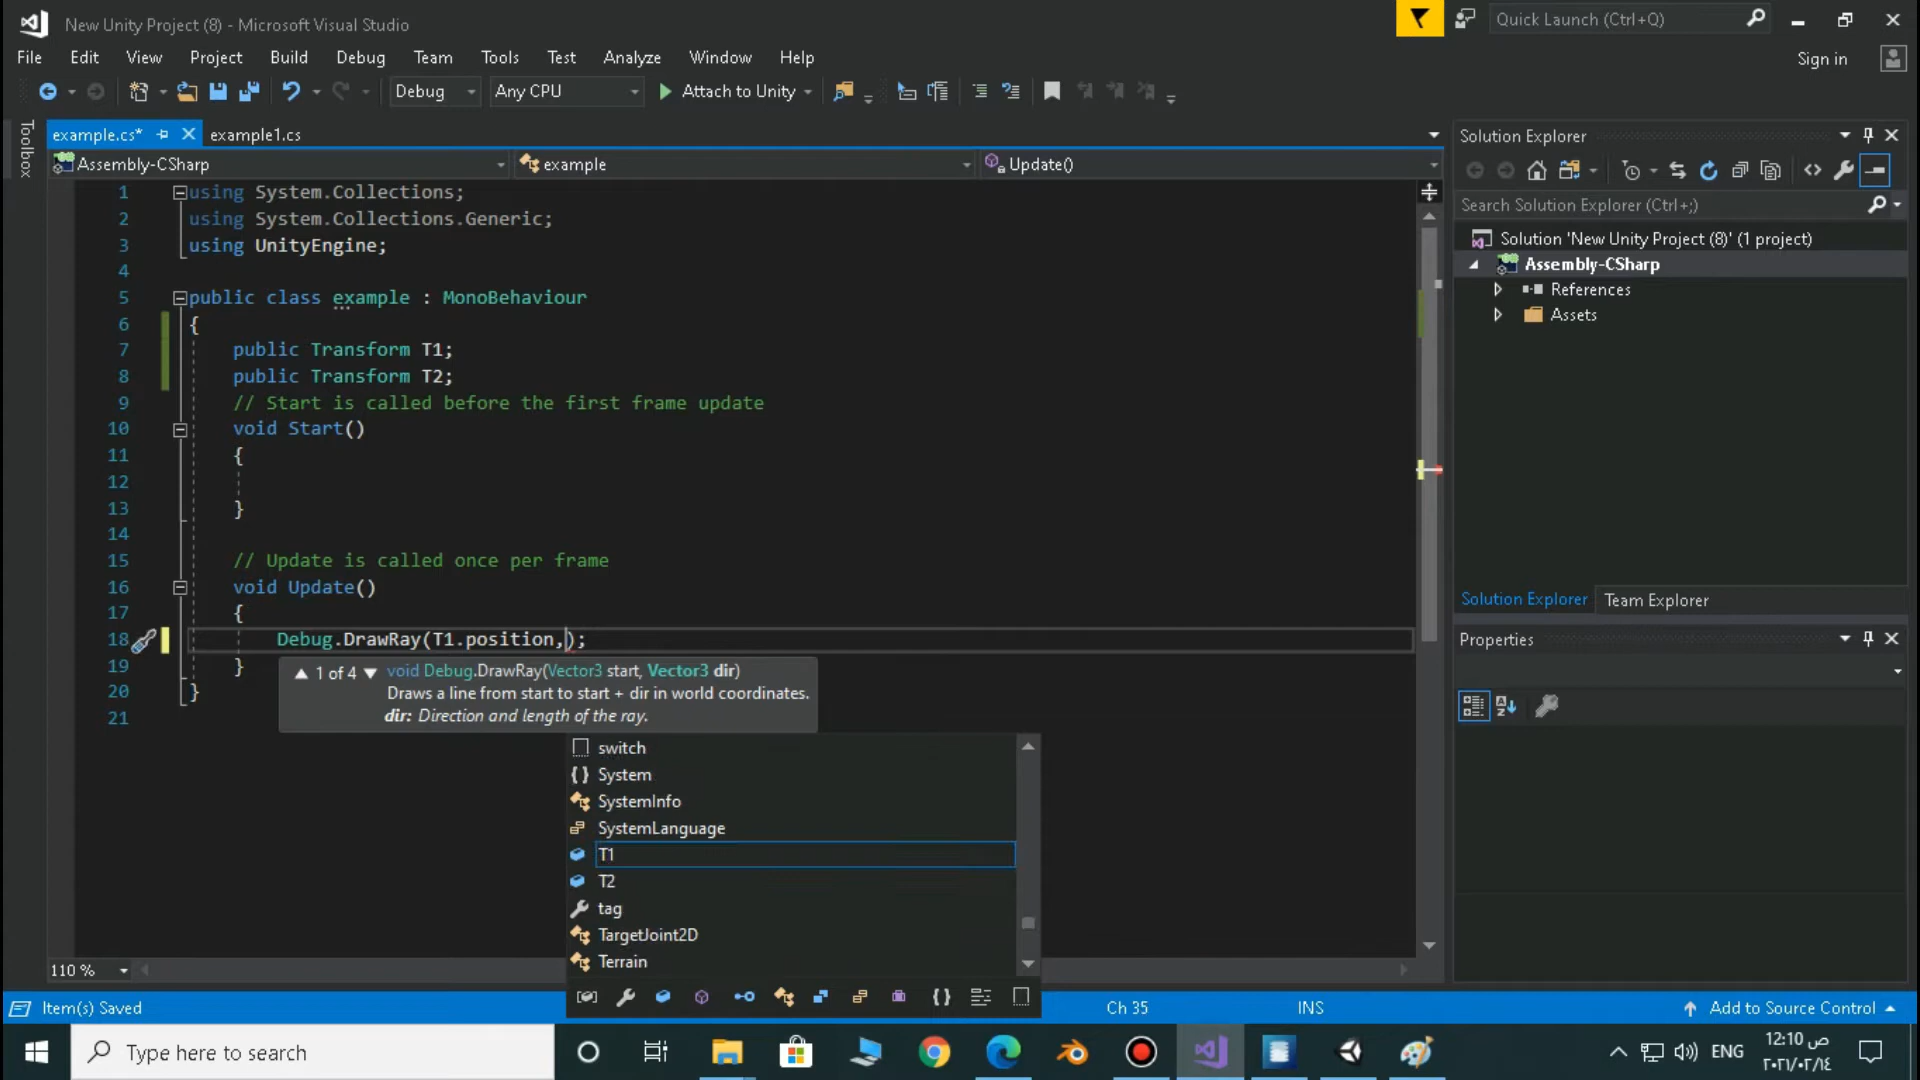 New Unity Project (8) - Microsoft Visual Studio
Quick Launch (Ctrl+Q)
File Edit View Project Build Debug Team Tools Test Analyze Window Help
Sign in
Debug Any CPU Attach to Unity
Toolbox
example.cs* example1.cs
Assembly-CSharp example Update()
1 using System.Collections;
2 using System.Collections.Generic;
3 using UnityEngine;
4
5 public class example : MonoBehaviour
6 {
7 public Transform T1;
8 public Transform T2;
9 // Start is called before the first frame update
10 void Start()
11 {
12
13 }
14
15 // Update is called once per frame
16 void Update()
17 {
18 Debug.DrawRay(T1.position,);
19 }
20 }
21
1 of 4 void Debug.DrawRay(Vector3 start, Vector3 dir)
Draws a line from start to start + dir in world coordinates.
dir: Direction and length of the ray.
switch
System
SystemInfo
SystemLanguage
T1
T2
tag
TargetJoint2D
Terrain
110 %
Solution Explorer
Search Solution Explorer (Ctrl+;)
Solution 'New Unity Project (8)' (1 project)
Assembly-CSharp
References
Assets
Solution Explorer Team Explorer
Properties
Item(s) Saved Ch 35 INS Add to Source Control
Type here to search
ENG
12:10 ص
٢٠٢١/٠٢/١٤